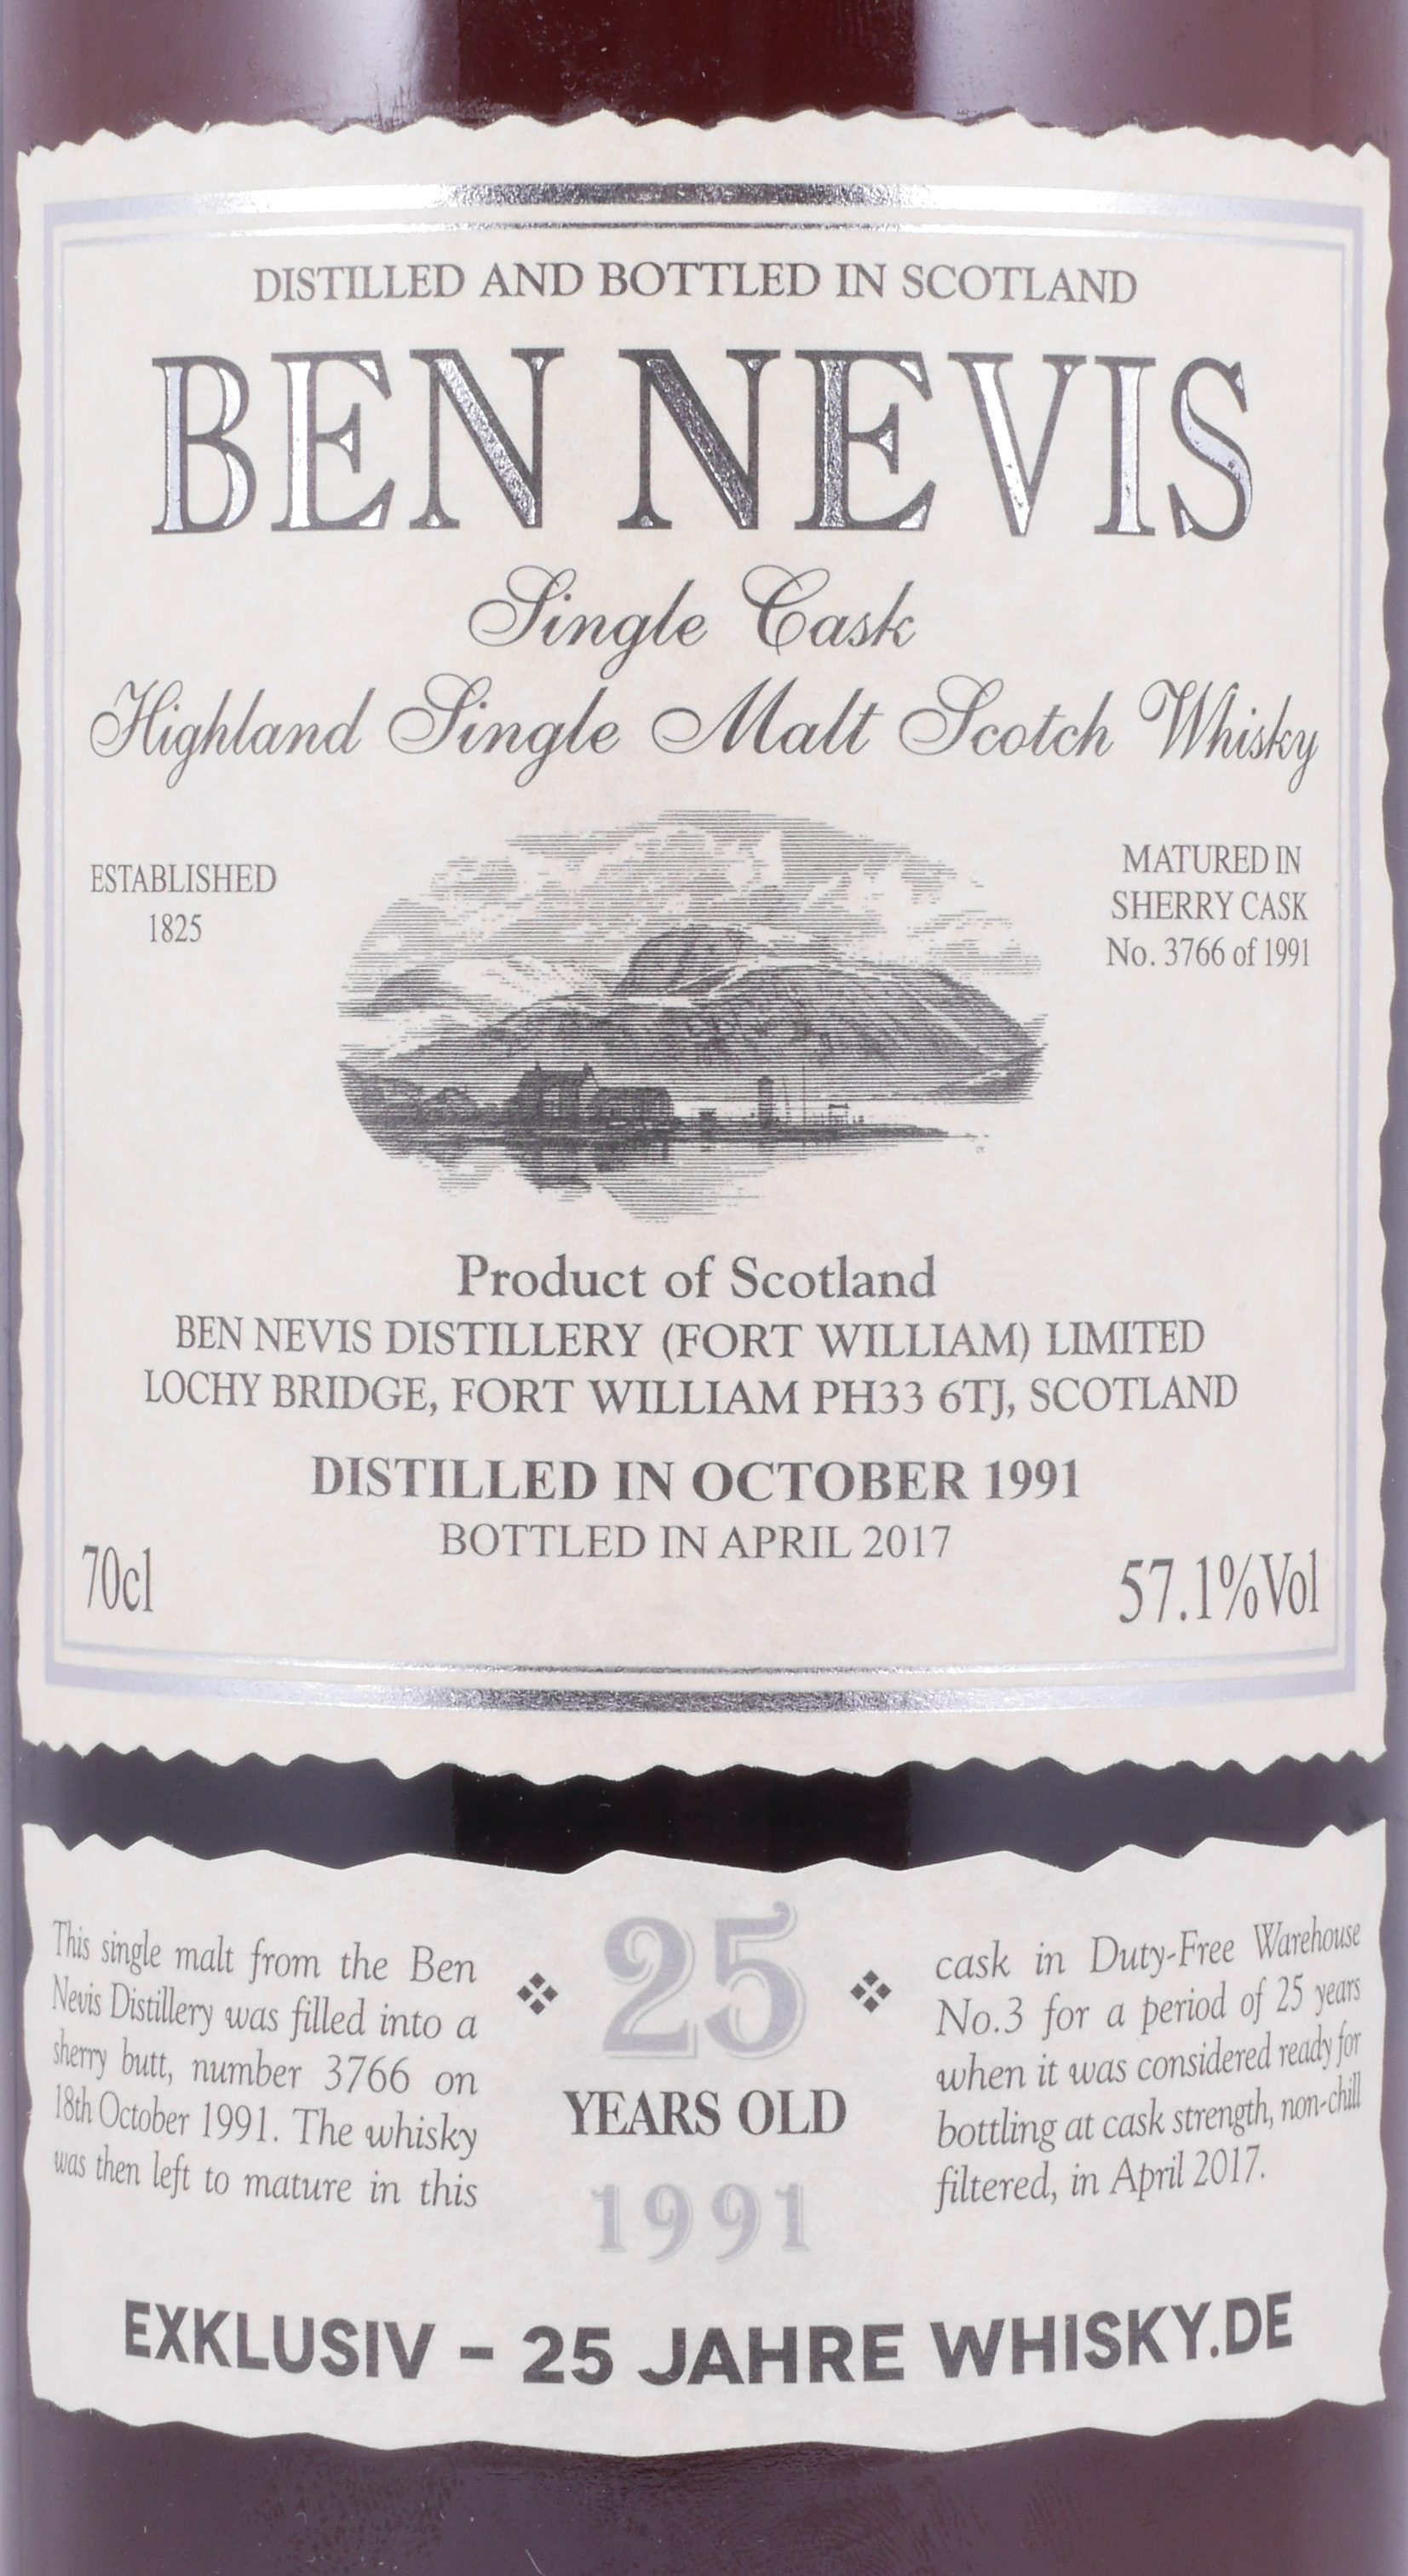 DISTILLED AND BOTTLED IN SCOTLAND
BEN NEVIS
Single Cask
Highland Single Malt Scotch Whisky
ESTABLISHED
1825
MATURED IN
SHERRY CASK
No. 3766 of 1991
Product of Scotland
BEN NEVIS DISTILLERY (FORT WILLIAM) LIMITED
LOCHY BRIDGE, FORT WILLIAM PH33 6TJ, SCOTLAND
DISTILLED IN OCTOBER 1991
BOTTLED IN APRIL 2017
70cl
57.1%Vol
This single malt from the Ben
Nevis Distillery was filled into a
sherry butt, number 3766 on
18th October 1991. The whisky
was then left to mature in this
25
YEARS OLD
1991
cask in Duty-Free Warehouse
No.3 for a period of 25 years
when it was considered ready for
bottling at cask strength, non-chill
filtered, in April 2017.
EXKLUSIV - 25 JAHRE WHISKY.DE